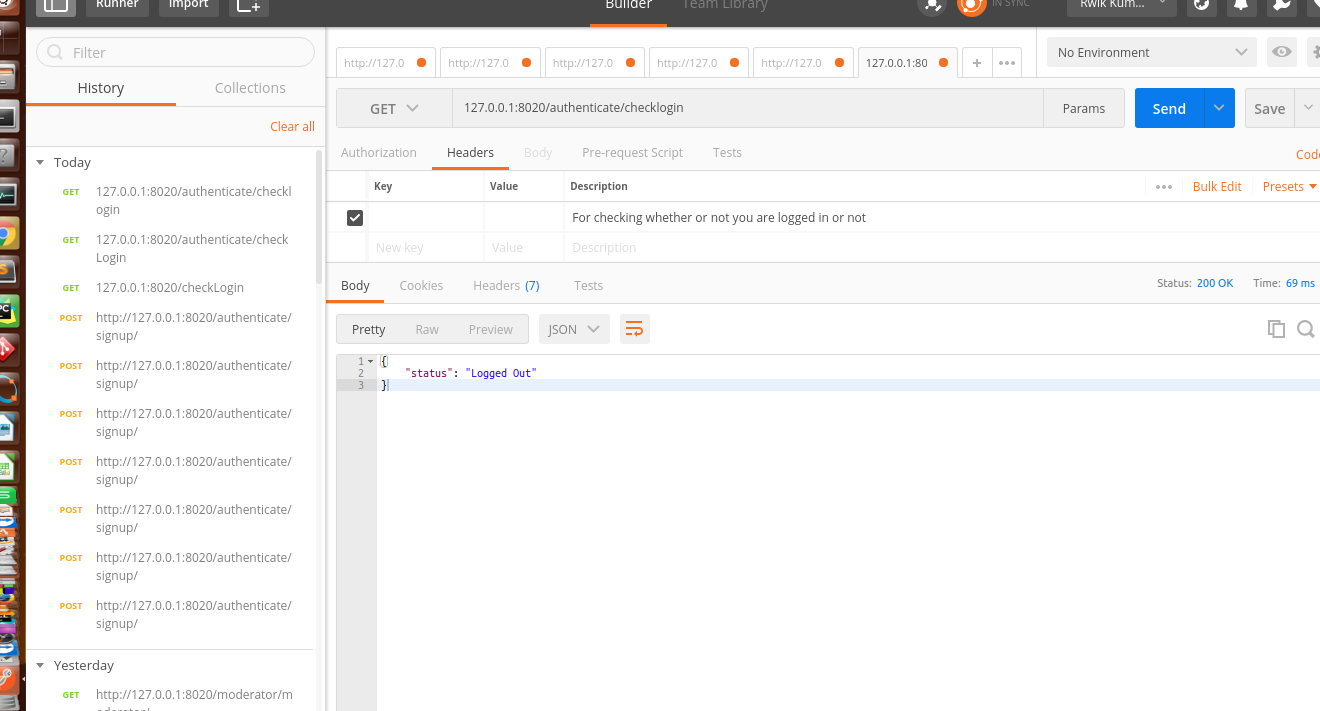 Runner
Import
Builder
Team Library
IN SYNC
Rwik Kum...
Filter
History
Collections
Clear all
Today
GET 127.0.0.1:8020/authenticate/checkl
ogin
GET 127.0.0.1:8020/authenticate/check
Login
GET 127.0.0.1:8020/checkLogin
POST http://127.0.0.1:8020/authenticate/
signup/
POST http://127.0.0.1:8020/authenticate/
signup/
POST http://127.0.0.1:8020/authenticate/
signup/
POST http://127.0.0.1:8020/authenticate/
signup/
POST http://127.0.0.1:8020/authenticate/
signup/
POST http://127.0.0.1:8020/authenticate/
signup/
POST http://127.0.0.1:8020/authenticate/
signup/
Yesterday
GET http://127.0.0.1:8020/moderator/m
oderator/
http://127.0
http://127.0
http://127.0
http://127.0
http://127.0
127.0.0.1:80
+
No Environment
GET
127.0.0.1:8020/authenticate/checklogin
Params
Send
Save
Authorization
Headers
Body
Pre-request Script
Tests
Code
Key
Value
Description
Bulk Edit
Presets
For checking whether or not you are logged in or not
New key
Value
Description
Body
Cookies
Headers (7)
Tests
Status: 200 OK
Time: 69 ms
Pretty
Raw
Preview
JSON
1 {
2 "status": "Logged Out"
3 }